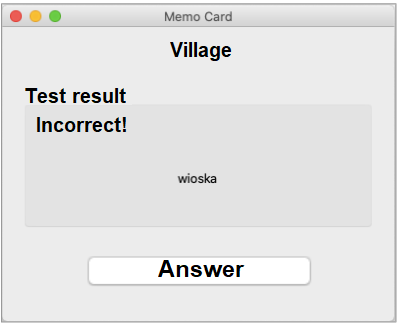 Memo Card
Village
Test result
Incorrect!
wioska
Answer